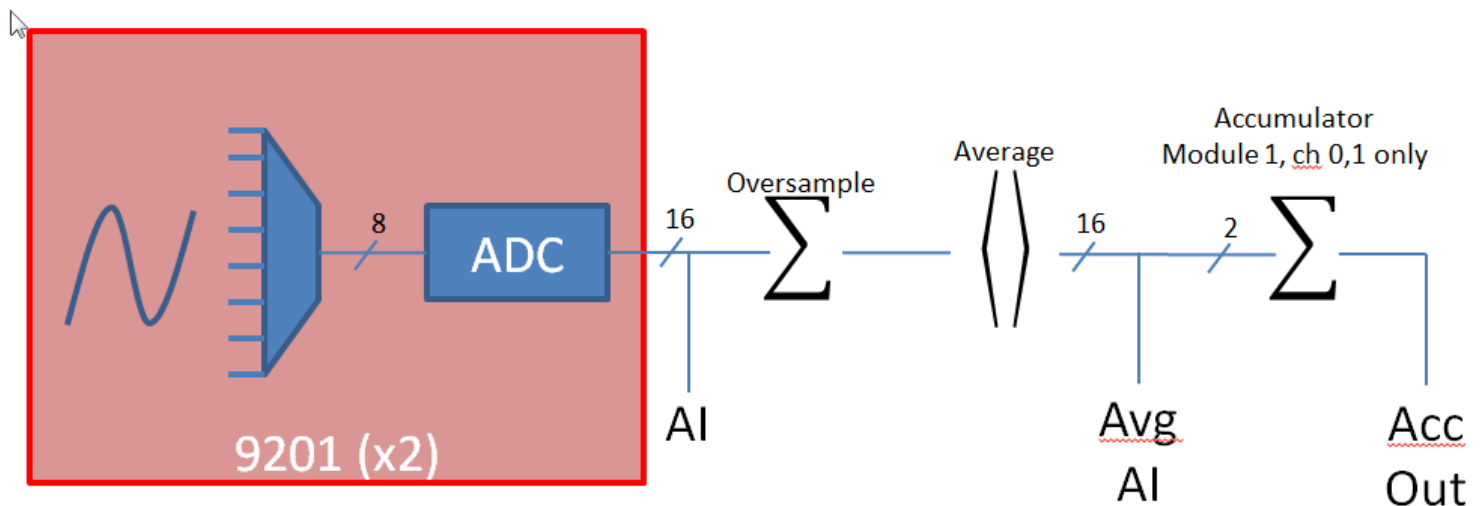 8
ADC
9201 (x2)
16
AI
Oversample
∑
Average
16
Avg
AI
2
Accumulator
Module 1, ch 0,1 only
∑
Acc
Out